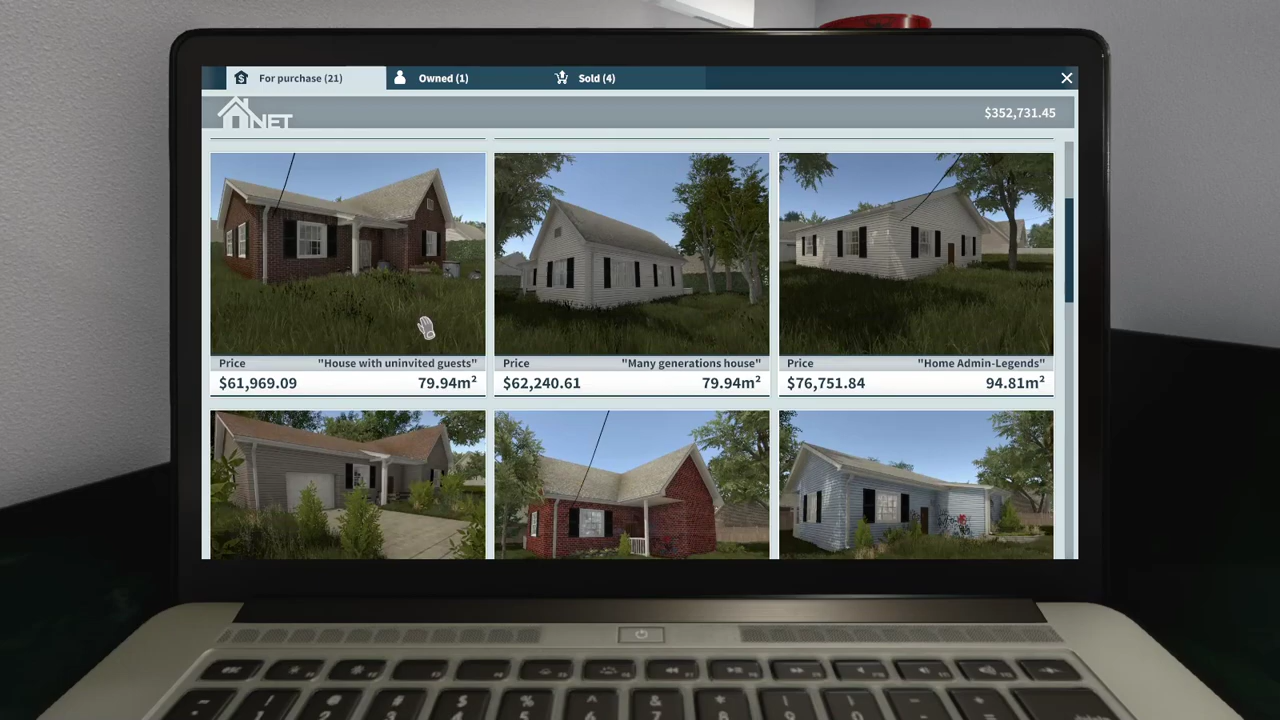 For purchase (21)
Owned (1)
Sold (4)
NET
$352,731.45
Price "House with uninvited guests"
$61,969.09 79.94m²
Price "Many generations house"
$62,240.61 79.94m²
Price "Home Admin-Legends"
$76,751.84 94.81m²